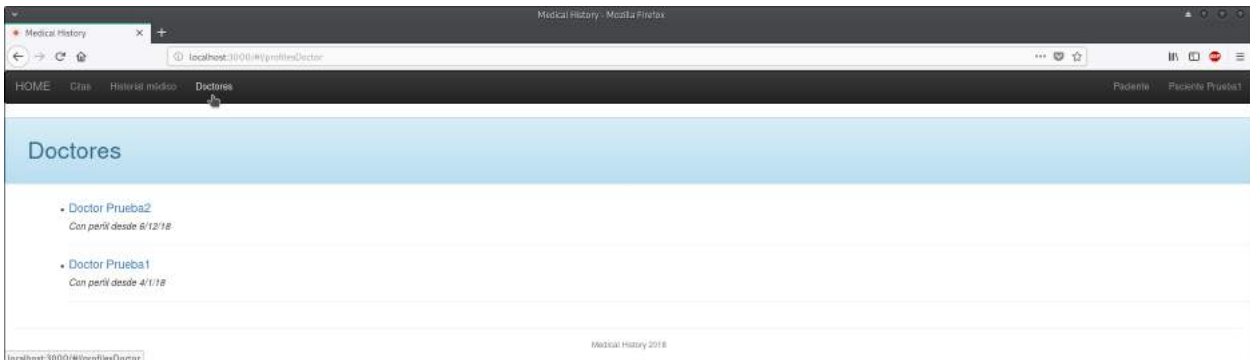 Medical History - Mozilla Firefox
Medical History
localhost:3000/#!/profilesDoctor
HOME Citas Historial médico Doctores Paciente Paciente Prueba1
Doctores
Doctor Prueba2
Con perfil desde 6/12/18
Doctor Prueba1
Con perfil desde 4/1/18
Medical History 2018
localhost:3000/#!/profilesDoctor